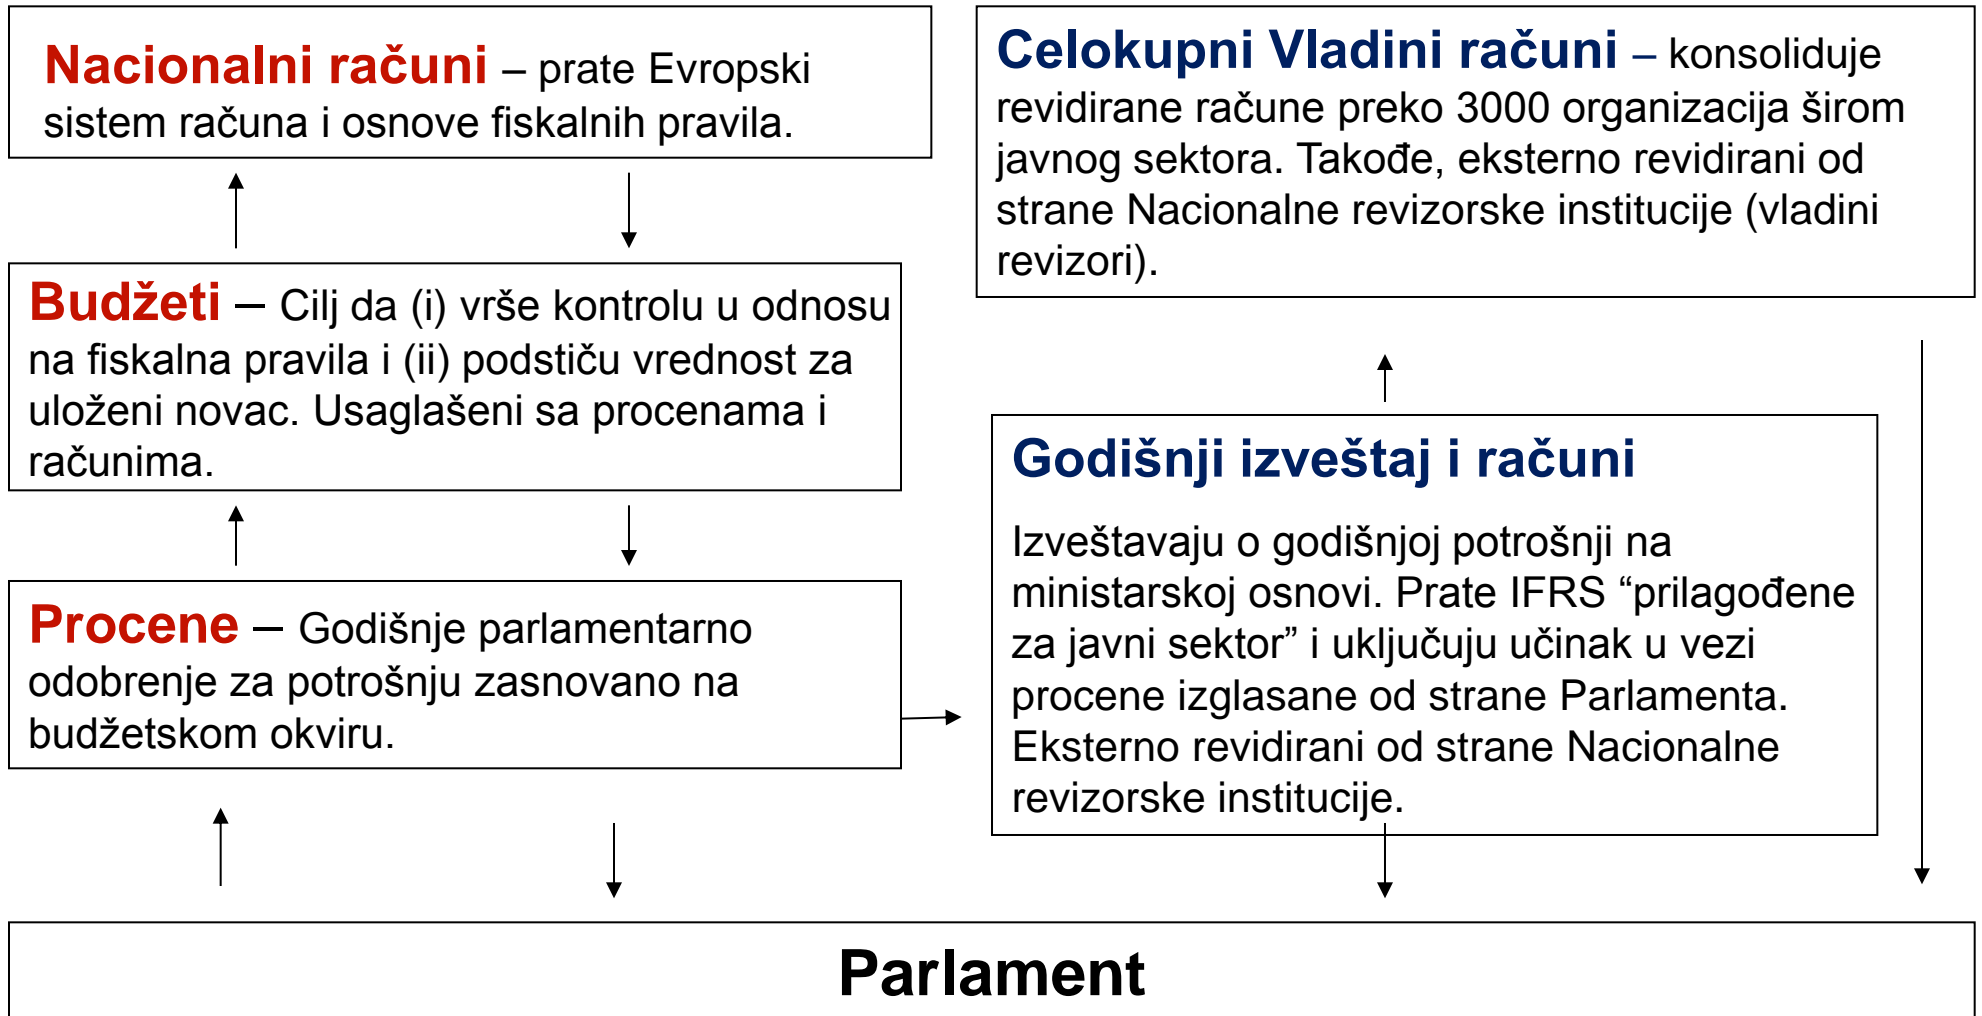 Nacionalni računi – prate Evropski
sistem računa i osnove fiskalnih pravila.
Budžeti – Cilj da (i) vrše kontrolu u odnosu
na fiskalna pravila i (ii) podstiču vrednost za
uloženi novac. Usaglašeni sa procenama i
računima.
Procene – Godišnje parlamentarno
odobrenje za potrošnju zasnovano na
budžetskom okviru.
Celokupni Vladini računi – konsoliduje
revidirane račune preko 3000 organizacija širom
javnog sektora. Takođe, eksterno revidirani od
strane Nacionalne revizorske institucije (vladini
revizori).
Godišnji izveštaj i računi
Izveštavaju o godišnjoj potrošnji na
ministarskoj osnovi. Prate IFRS “prilagođene
za javni sektor” i uključuju učinak u vezi
procene izglasane od strane Parlamenta.
Eksterno revidirani od strane Nacionalne
revizorske institucije.
Parlament